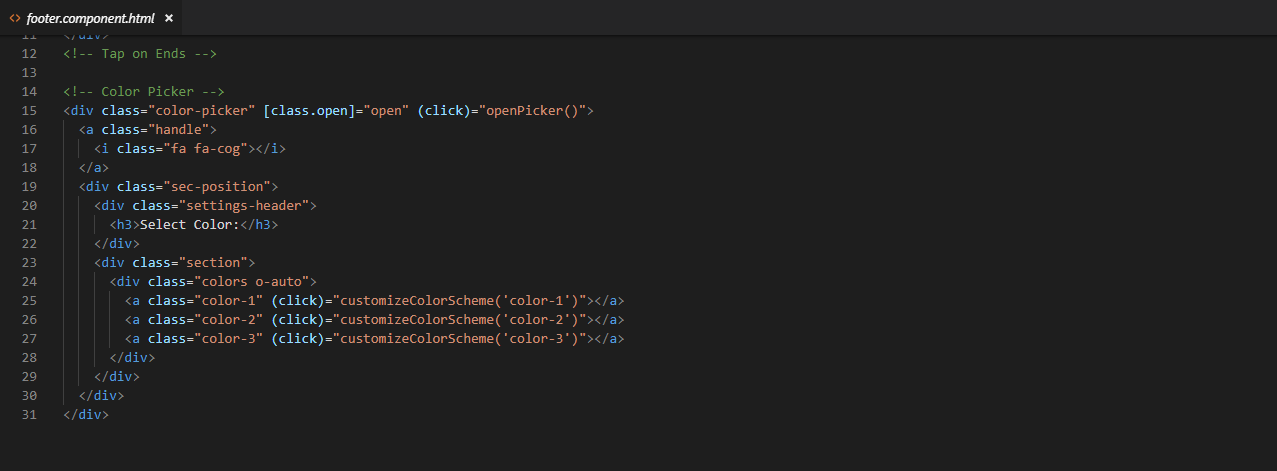 <> footer.component.html ×
11 </div>
12 <!-- Tap on Ends -->
13
14 <!-- Color Picker -->
15 <div class="color-picker" [class.open]="open" (click)="openPicker()">
16 <a class="handle">
17 <i class="fa fa-cog"></i>
18 </a>
19 <div class="sec-position">
20 <div class="settings-header">
21 <h3>Select Color:</h3>
22 </div>
23 <div class="section">
24 <div class="colors o-auto">
25 <a class="color-1" (click)="customizeColorScheme('color-1')"></a>
26 <a class="color-2" (click)="customizeColorScheme('color-2')"></a>
27 <a class="color-3" (click)="customizeColorScheme('color-3')"></a>
28 </div>
29 </div>
30 </div>
31 </div>